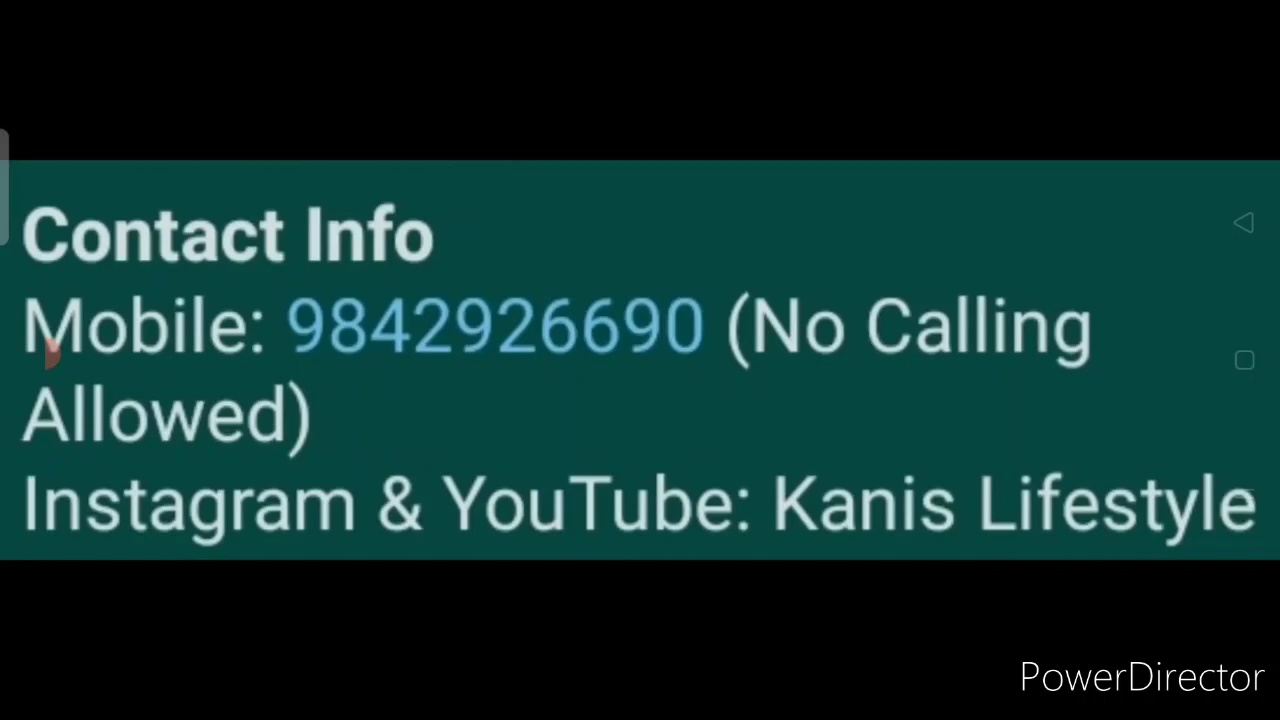 Contact Info
Mobile: 9842926690 (No Calling
Allowed)
Instagram & YouTube: Kanis Lifestyle
PowerDirector